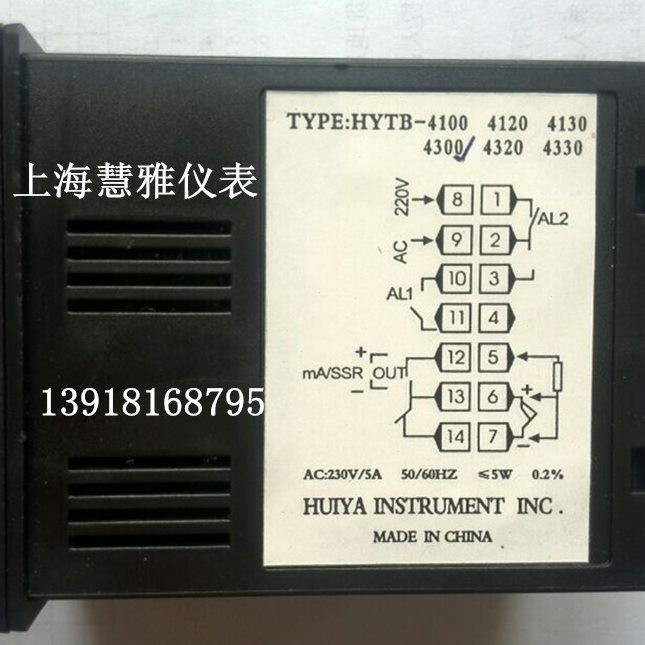 TYPE:HYTB-4100 4120 4130
4300 4320 4330
上海慧雅仪表
220V
8 1
AL2
AC
9 2
10 3
AL1
11 4
+
12 5
mA/SSR OUT
−
13 6
+
14 7
−
13918168795
AC:230V/5A 50/60HZ ≤5W 0.2%
HUIYA INSTRUMENT INC.
MADE IN CHINA